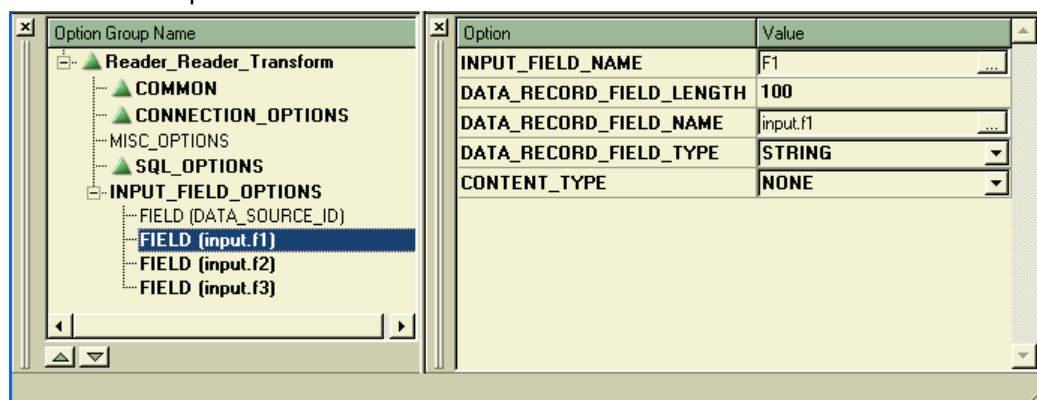 Option Group Name
Reader_Reader_Transform
COMMON
CONNECTION_OPTIONS
MISC_OPTIONS
SQL_OPTIONS
INPUT_FIELD_OPTIONS
FIELD (DATA_SOURCE_ID)
FIELD (input.f1)
FIELD (input.f2)
FIELD (input.f3)
Option Value
INPUT_FIELD_NAME F1 ...
DATA_RECORD_FIELD_LENGTH 100
DATA_RECORD_FIELD_NAME input.f1 ...
DATA_RECORD_FIELD_TYPE STRING
CONTENT_TYPE NONE